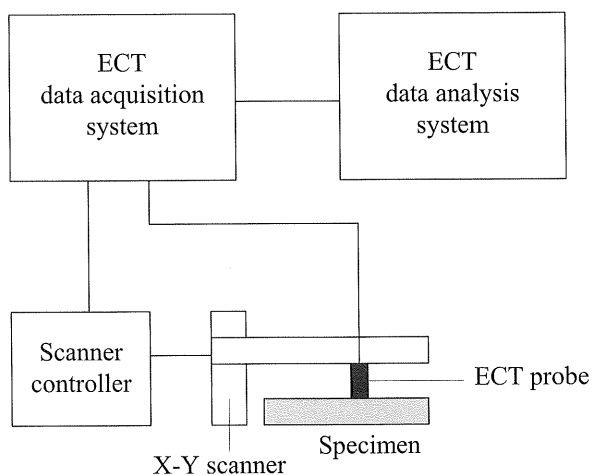 ECT
data acquisition
system
ECT
data analysis
system
Scanner
controller
ECT probe
Specimen
X-Y scanner